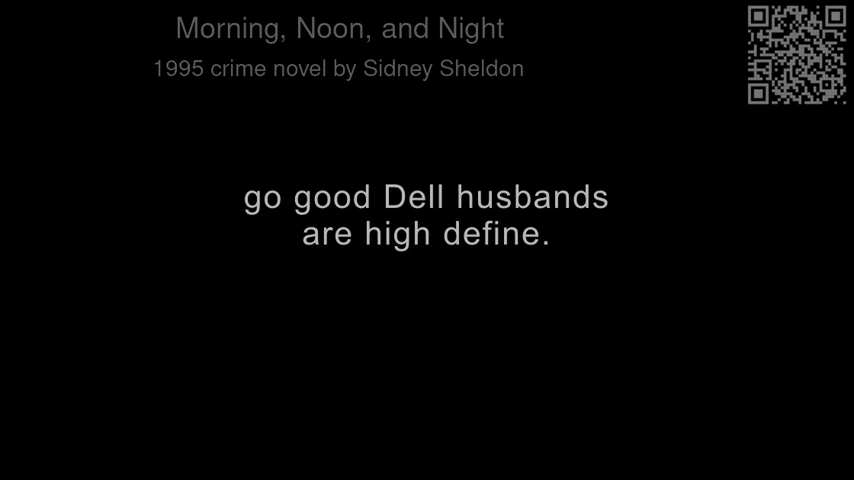 Morning, Noon, and Night
1995 crime novel by Sidney Sheldon
go good Dell husbands
are high define.